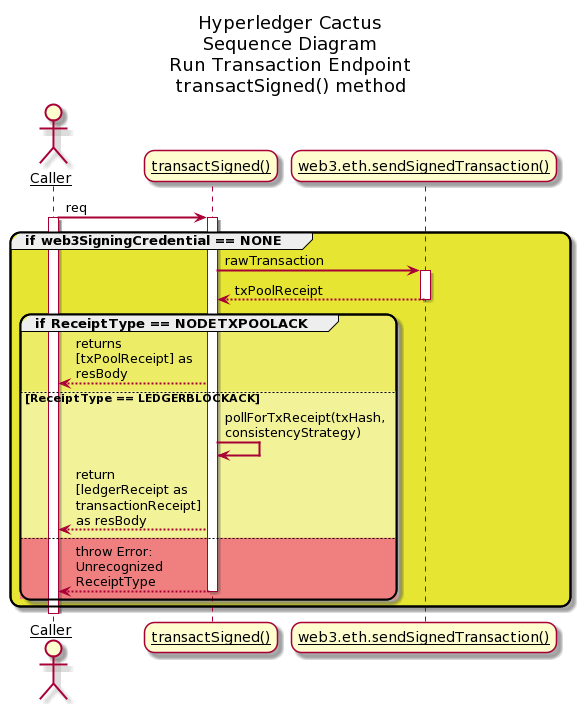 Hyperledger Cactus
Sequence Diagram
Run Transaction Endpoint
transactSigned() method
Caller
transactSigned()
web3.eth.sendSignedTransaction()
req
if web3SigningCredential == NONE
rawTransaction
txPoolReceipt
if ReceiptType == NODETXPOOLACK
returns
[txPoolReceipt] as
resBody
[ReceiptType == LEDGERBLOCKACK]
pollForTxReceipt(txHash,
consistencyStrategy)
return
[ledgerReceipt as
transactionReceipt]
as resBody
throw Error:
Unrecognized
ReceiptType
Caller
transactSigned()
web3.eth.sendSignedTransaction()